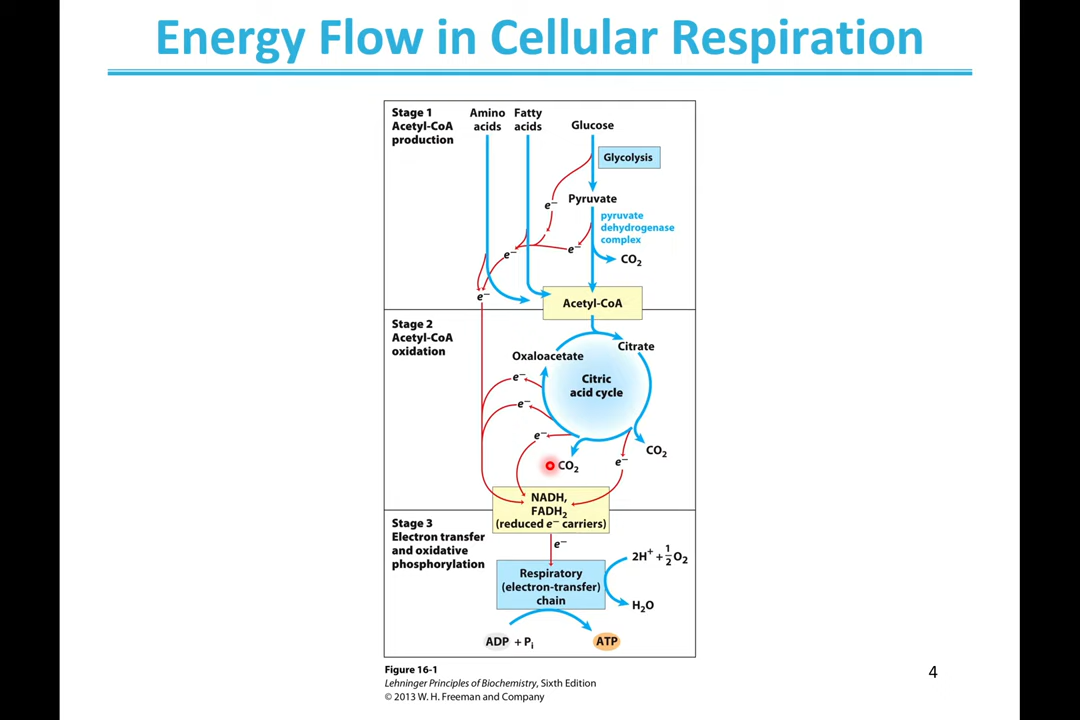 Energy Flow in Cellular Respiration
Stage 1
Acetyl-CoA
production
Amino
acids
Fatty
acids
Glucose
Glycolysis
e−
Pyruvate
pyruvate
dehydrogenase
complex
e−
e−
CO2
e−
Acetyl-CoA
Stage 2
Acetyl-CoA
oxidation
Oxaloacetate
Citrate
Citric
acid cycle
e−
e−
e−
CO2
e−
CO2
NADH,
FADH2
(reduced e− carriers)
Stage 3
Electron transfer
and oxidative
phosphorylation
e−
2H+ + 1/2 O2
Respiratory
(electron-transfer)
chain
H2O
ADP + Pi
ATP
Figure 16-1
Lehninger Principles of Biochemistry, Sixth Edition
© 2013 W. H. Freeman and Company
4